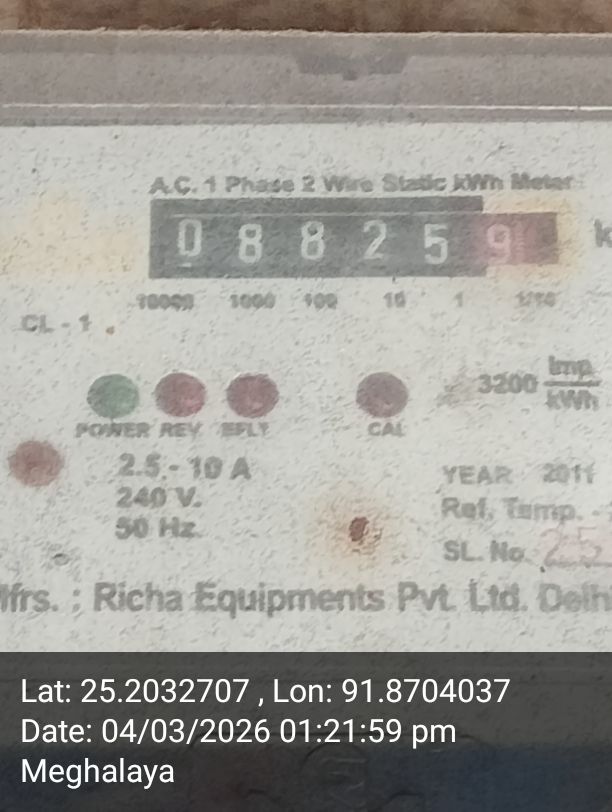 A.C. 1 Phase 2 Wire Static kWh Meter
0 8 8 2 5 9 k
10000 1000 100 10 1 1/10
CL - 1
3200 Imp/kWh
POWER REV EFLT CAL
2.5 - 10 A
240 V.
50 Hz.
YEAR 2011
Ref. Temp. -
SL. No. 25
Mfrs. : Richa Equipments Pvt. Ltd. Delh
Lat: 25.2032707 , Lon: 91.8704037
Date: 04/03/2026 01:21:59 pm
Meghalaya